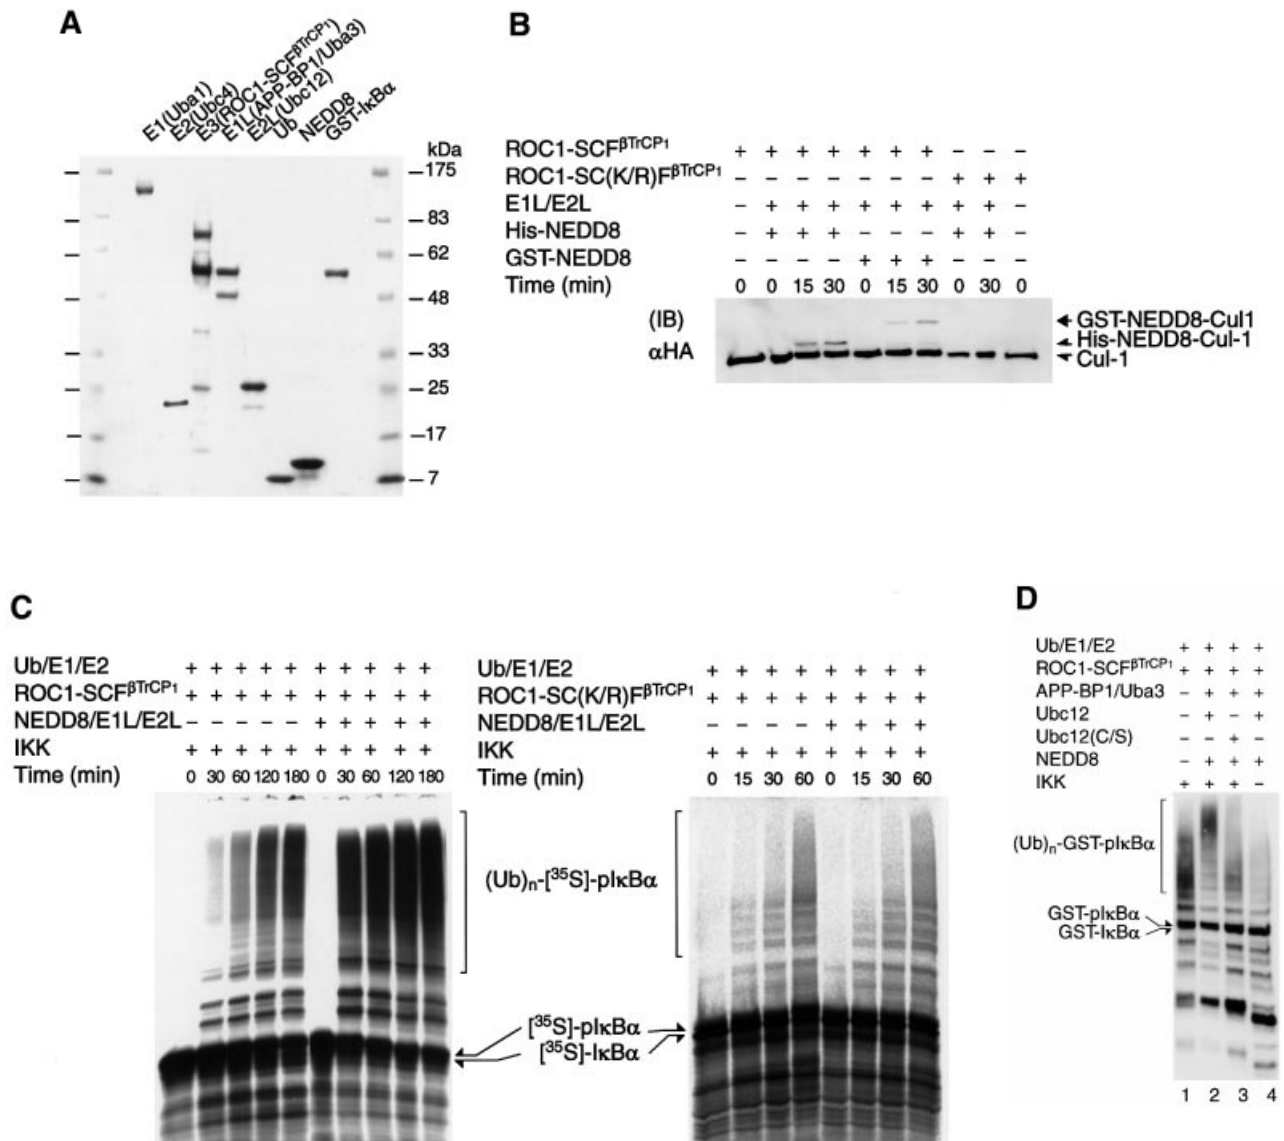 A
E1(Uba1)
E2(Ubc4)
E3(ROC1-SCFβTrCP1)
E1L(APP-BP1/Uba3)
E2L(Ubc12)
Ub
NEDD8
GST-IκBα
kDa
175
83
62
48
33
25
17
7
B
ROC1-SCFβTrCP1 + + + + + + + – – –
ROC1-SC(K/R)FβTrCP1 – – – – – – – + + +
E1L/E2L – + + + + + + + + –
His-NEDD8 – + + + – – – + + –
GST-NEDD8 – – – – + + + – – –
Time (min) 0 0 15 30 0 15 30 0 30 0
(IB)
αHA
GST-NEDD8-Cul1
His-NEDD8-Cul-1
Cul-1
C
Ub/E1/E2 + + + + + + + + + +
ROC1-SCFβTrCP1 + + + + + + + + + +
NEDD8/E1L/E2L – – – – – + + + + +
IKK + + + + + + + + + +
Time (min) 0 30 60 120 180 0 30 60 120 180
Ub/E1/E2 + + + + + + + +
ROC1-SC(K/R)FβTrCP1 + + + + + + + +
NEDD8/E1L/E2L – – – – + + + +
IKK + + + + + + + +
Time (min) 0 15 30 60 0 15 30 60
(Ub)n-[35S]-pIκBα
[35S]-pIκBα
[35S]-IκBα
D
Ub/E1/E2 + + + +
ROC1-SCFβTrCP1 + + + +
APP-BP1/Uba3 – + + +
Ubc12 – + – +
Ubc12(C/S) – – + –
NEDD8 – + + +
IKK + + + –
(Ub)n-GST-pIκBα
GST-pIκBα
GST-IκBα
1 2 3 4